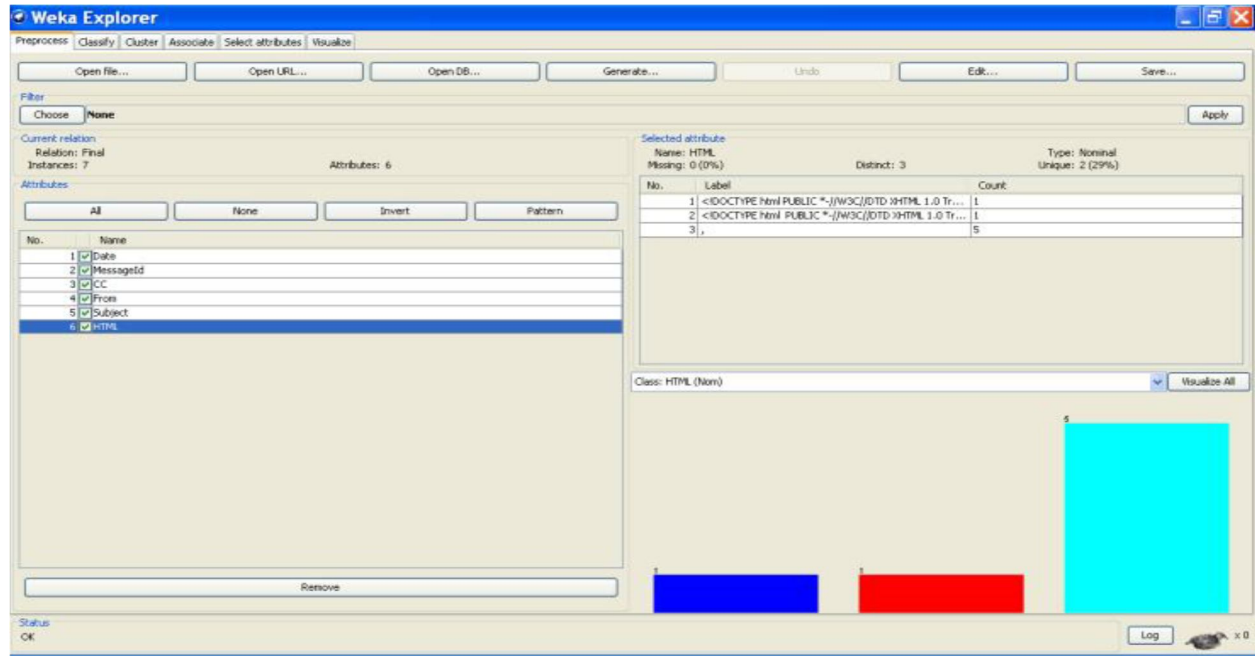 Weka Explorer
Preprocess Classify Cluster Associate Select attributes Visualize
Open file... Open URL... Open DB... Generate... Undo Edit... Save...
Filter
Choose None Apply
Current relation
Relation: Final
Instances: 7 Attributes: 6
Attributes
All None Invert Pattern
No. Name
1 Date
2 MessageId
3 CC
4 From
5 Subject
6 HTML
Remove
Selected attribute
Name: HTML Type: Nominal
Missing: 0 (0%) Distinct: 3 Unique: 2 (29%)
No. Label Count
1 <!DOCTYPE html PUBLIC "-//W3C//DTD XHTML 1.0 Tr... 1
2 <!DOCTYPE html PUBLIC "-//W3C//DTD XHTML 1.0 Tr... 1
3 , 5
Class: HTML (Nom) Visualize All
5
1 1
Status
OK Log x 0